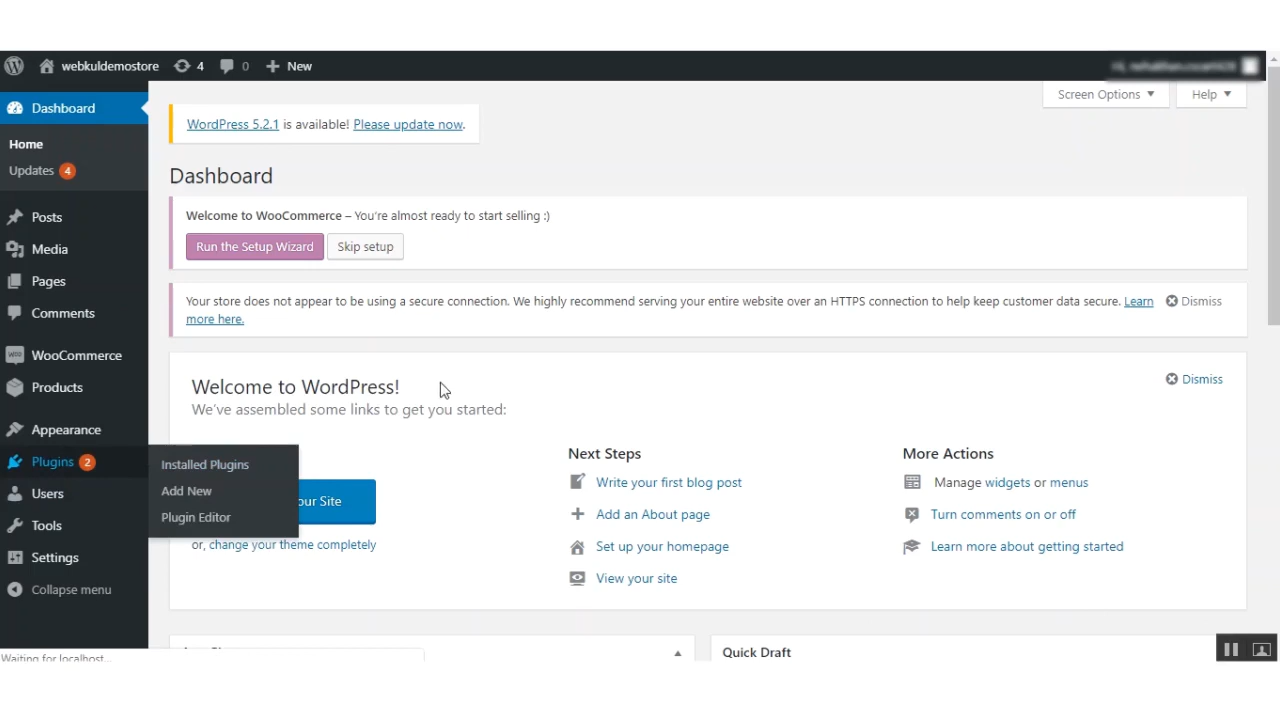 webkuldemostore 4 0 New
Screen Options Help
Dashboard
Home
Updates 4
Posts
Media
Pages
Comments
WooCommerce
Products
Appearance
Plugins 2
Installed Plugins
Add New
Plugin Editor
Users
Tools
Settings
Collapse menu
WordPress 5.2.1 is available! Please update now.
Dashboard
Welcome to WooCommerce – You're almost ready to start selling :)
Run the Setup Wizard Skip setup
Your store does not appear to be using a secure connection. We highly recommend serving your entire website over an HTTPS connection to help keep customer data secure. Learn
more here.
Dismiss
Welcome to WordPress!
We've assembled some links to get you started:
Dismiss
our Site
or, change your theme completely
Next Steps
Write your first blog post
Add an About page
Set up your homepage
View your site
More Actions
Manage widgets or menus
Turn comments on or off
Learn more about getting started
Quick Draft
Waiting for localhost...